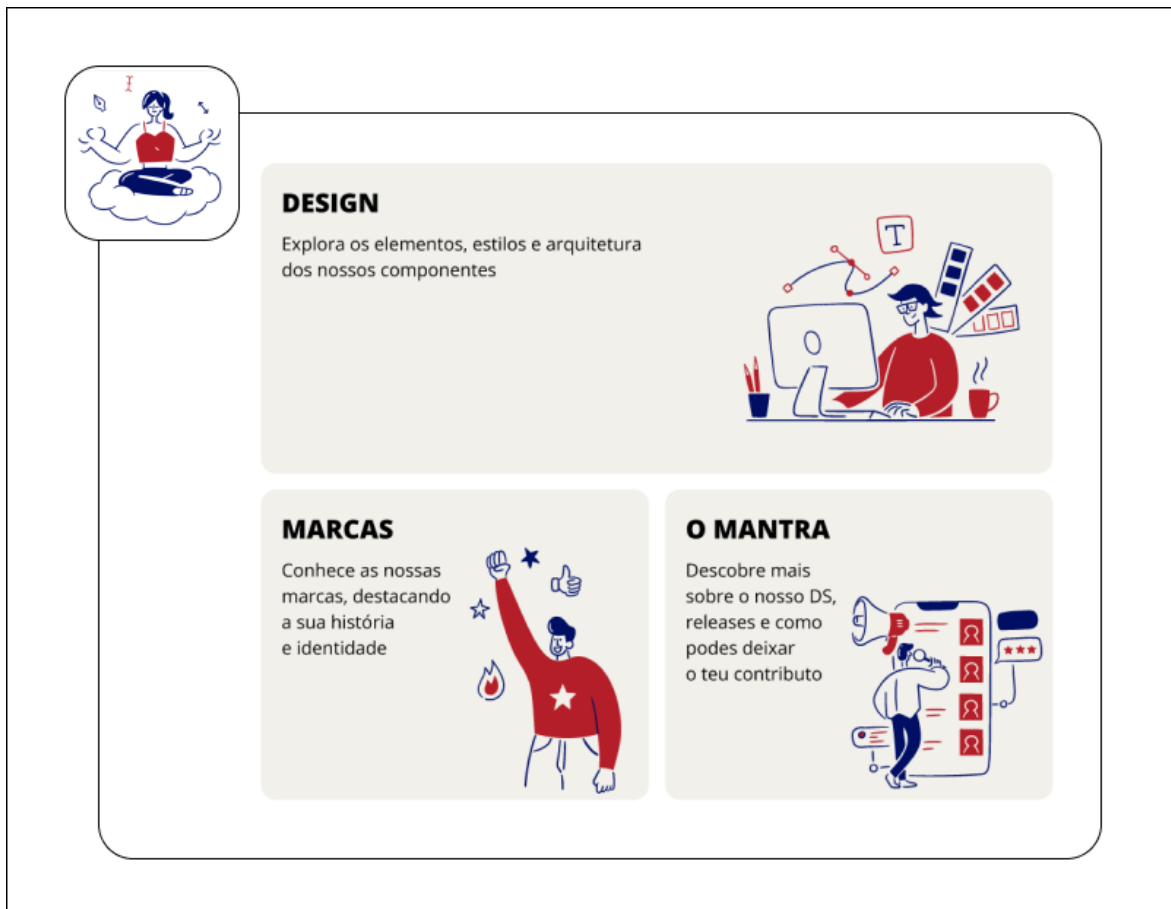 DESIGN
Explora os elementos, estilos e arquitetura
dos nossos componentes
T
MARCAS
Conhece as nossas
marcas, destacando
a sua história
e identidade
O MANTRA
Descobre mais
sobre o nosso DS,
releases e como
podes deixar
o teu contributo